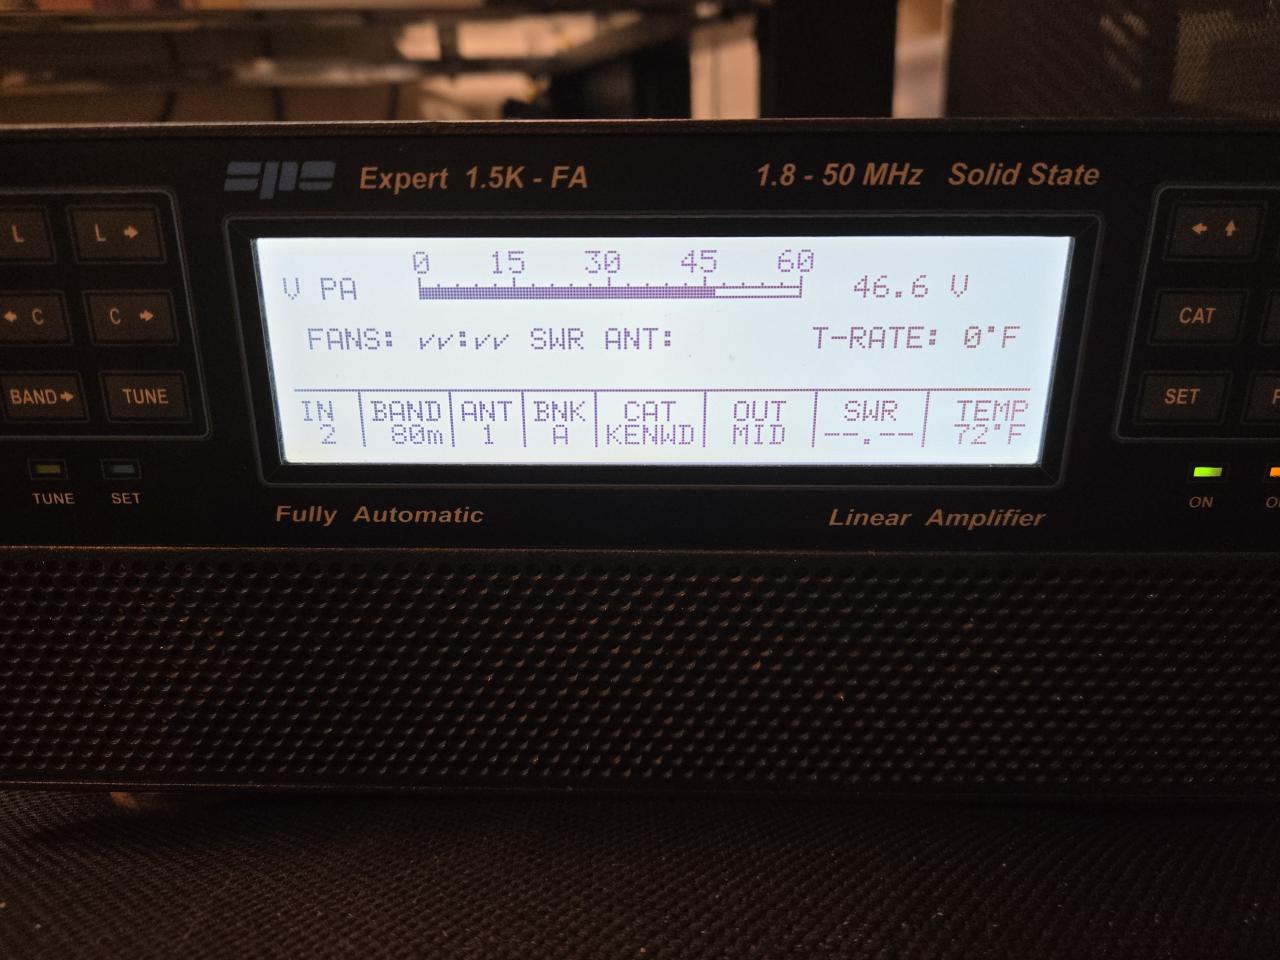 spe Expert 1.5K - FA 1.8 - 50 MHz Solid State
L L →
← C C →
BAND→ TUNE
TUNE SET
0 15 30 45 60
V PA 46.6 V
FANS: ✓✓:✓✓ SWR ANT: T-RATE: 0°F
IN BAND ANT BNK CAT OUT SWR TEMP
2 80m 1 A KENWD MID --.-- 72°F
← ↑
CAT
SET
ON
Fully Automatic Linear Amplifier